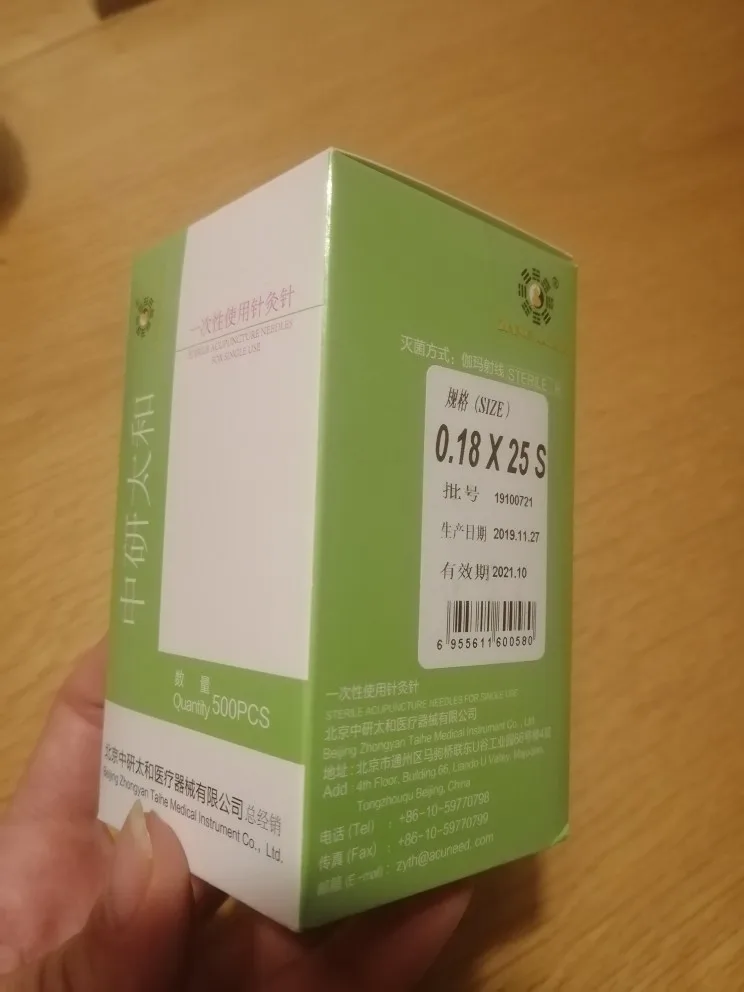 中研太和
一次性使用针灸针
STERILE ACUPUNCTURE NEEDLES
FOR SINGLE USE
数 量
Quantity 500PCS
北京中研太和医疗器械有限公司 总经销
Beijing Zhongyan Taihe Medical Instrument Co., Ltd.
®
灭菌方式：伽玛射线 STERILE R
规格 (SIZE)
0.18 X 25 S
批号 19100721
生产日期 2019.11.27
有效期 2021.10
6 955611 600580
一次性使用针灸针
STERILE ACUPUNCTURE NEEDLES FOR SINGLE USE
北京中研太和医疗器械有限公司
Beijing Zhongyan Taihe Medical Instrument Co., Ltd
地址：北京市通州区马驹桥联东U谷工业园66号楼4层
Add : 4th Floor, Building 66, Liando U Valley, Majuqiao,
Tongzhouqu Beijing, China
电话 (Tel) : +86-10-59770798
传真 (Fax) : +86-10-59770799
邮箱 (E-mail) : zyth@acuneed.com